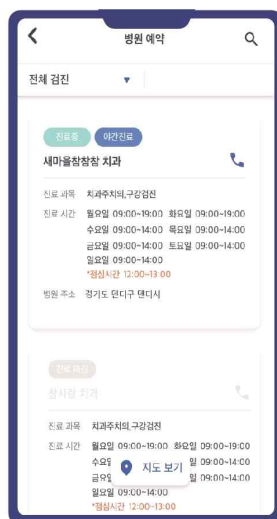 병원 예약
전체 검진
진료중 야간진료
새마을참참참 치과
진료 과목 치과주치의,구강검진
진료 시간 월요일 09:00~19:00 화요일 09:00~19:00
수요일 09:00~14:00 목요일 09:00~14:00
금요일 09:00~14:00 토요일 09:00~14:00
일요일 09:00~14:00
*점심시간 12:00~13:00
병원 주소 경기도 덴디구 덴디시
진료 마감
참사랑 치과
진료 과목 치과주치의,구강검진
진료 시간 월요일 09:00~19:00 화요일 09:00~19:00
수요일 09:00~14:00
지도 보기
금요일 09:00~14:00
일요일 09:00~14:00
*점심시간 12:00~13:00